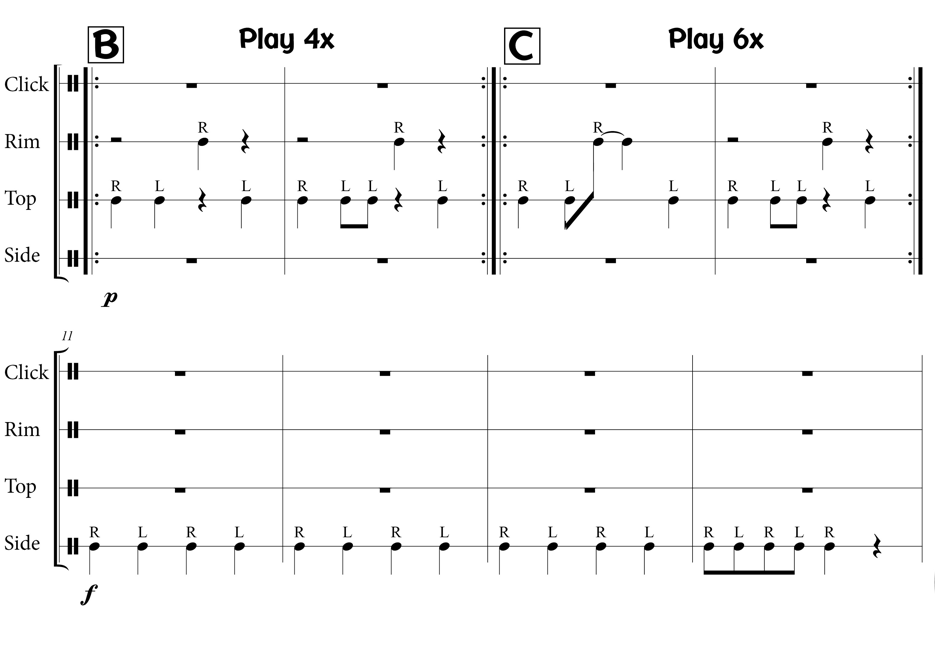 B Play 4x C Play 6x
Click
R R R R
Rim
R L L R L L L R L L R L L L
Top
Side
p
11
Click
Rim
Top
R L R L R L R L R L R L R L R L R
Side
f